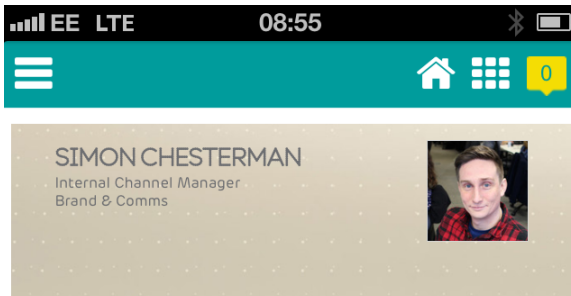 EE LTE 08:55
0
SIMON CHESTERMAN
Internal Channel Manager
Brand & Comms